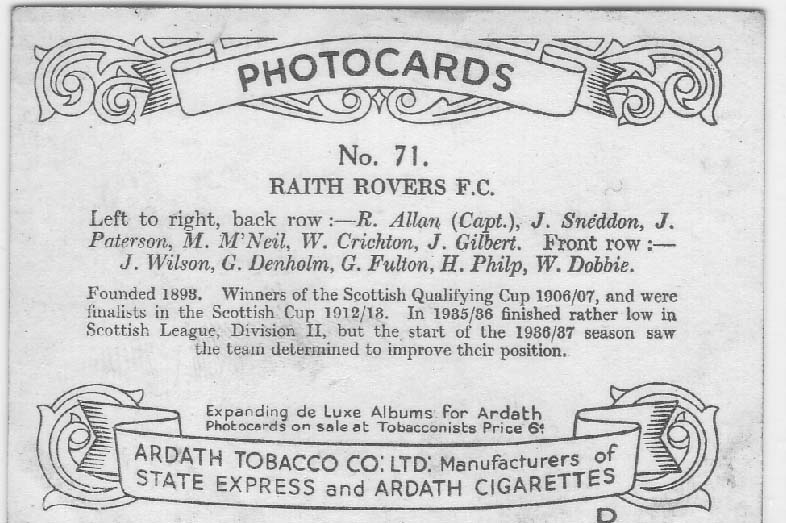 PHOTOCARDS
No. 71.
RAITH ROVERS F.C.
Left to right, back row :—R. Allan (Capt.), J. Sneddon, J.
Paterson, M. M'Neil, W. Crichton, J. Gilbert. Front row :—
J. Wilson, G. Denholm, G. Fulton, H. Philp, W. Dobbie.
Founded 1893. Winners of the Scottish Qualifying Cup 1906/07, and were
finalists in the Scottish Cup 1912/13. In 1935/36 finished rather low in
Scottish League, Division II, but the start of the 1936/37 season saw
the team determined to improve their position.
Expanding de Luxe Albums for Ardath
Photocards on sale at Tobacconists Price 6d
ARDATH TOBACCO CO. LTD. Manufacturers of
STATE EXPRESS and ARDATH CIGARETTES